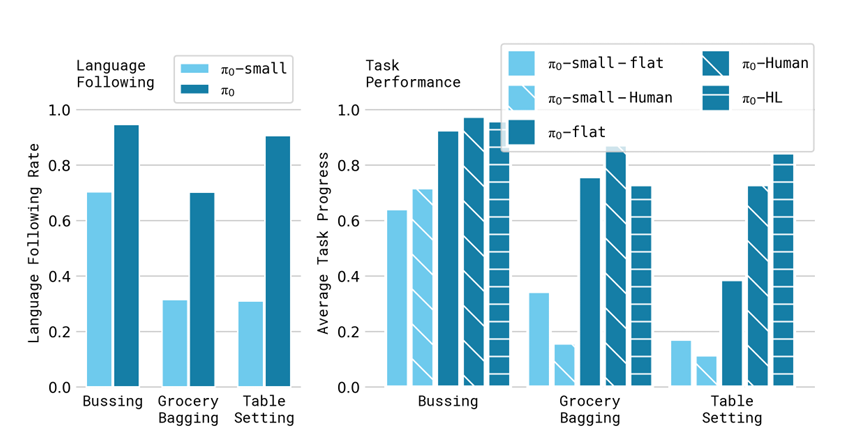 Language
Following
π₀-small
π₀
Language Following Rate
1.0
0.8
0.6
0.4
0.2
0.0
Bussing
Grocery
Bagging
Table
Setting
Task
Performance
π₀-small-flat
π₀-small-Human
π₀-flat
π₀-Human
π₀-HL
Average Task Progress
1.0
0.8
0.6
0.4
0.2
0.0
Bussing
Grocery
Bagging
Table
Setting